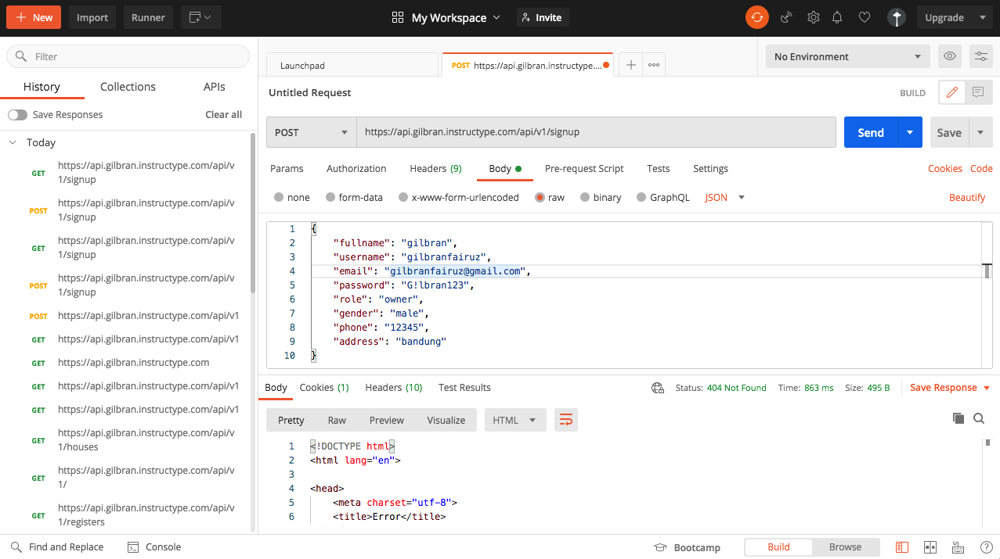 New
Import
Runner
My Workspace
Invite
Upgrade
Filter
History
Collections
APIs
Save Responses
Clear all
Today
GET https://api.gilbran.instructype.com/api/v
1/signup
POST https://api.gilbran.instructype.com/api/v
1/signup
GET https://api.gilbran.instructype.com/api/v
1/signup
POST https://api.gilbran.instructype.com/api/v
1/signup
POST https://api.gilbran.instructype.com/api/v1
GET https://api.gilbran.instructype.com/api/v1
GET https://api.gilbran.instructype.com
GET https://api.gilbran.instructype.com/api/v1
GET https://api.gilbran.instructype.com/api/v1
GET https://api.gilbran.instructype.com/api/v
1/houses
GET https://api.gilbran.instructype.com/api/v
1/
GET https://api.gilbran.instructype.com/api/v
1/registers
Launchpad
POST https://api.gilbran.instructype....
No Environment
Untitled Request
BUILD
POST
https://api.gilbran.instructype.com/api/v1/signup
Send
Save
Params Authorization Headers (9) Body Pre-request Script Tests Settings Cookies Code
none form-data x-www-form-urlencoded raw binary GraphQL JSON Beautify
1 {
2 "fullname": "gilbran",
3 "username": "gilbranfairuz",
4 "email": "gilbranfairuz@gmail.com",
5 "password": "G!lbran123",
6 "role": "owner",
7 "gender": "male",
8 "phone": "12345",
9 "address": "bandung"
10 }
Body Cookies (1) Headers (10) Test Results Status: 404 Not Found Time: 863 ms Size: 495 B Save Response
Pretty Raw Preview Visualize HTML
1 <!DOCTYPE html>
2 <html lang="en">
3
4 <head>
5 <meta charset="utf-8">
6 <title>Error</title>
Find and Replace
Console
Bootcamp
Build
Browse